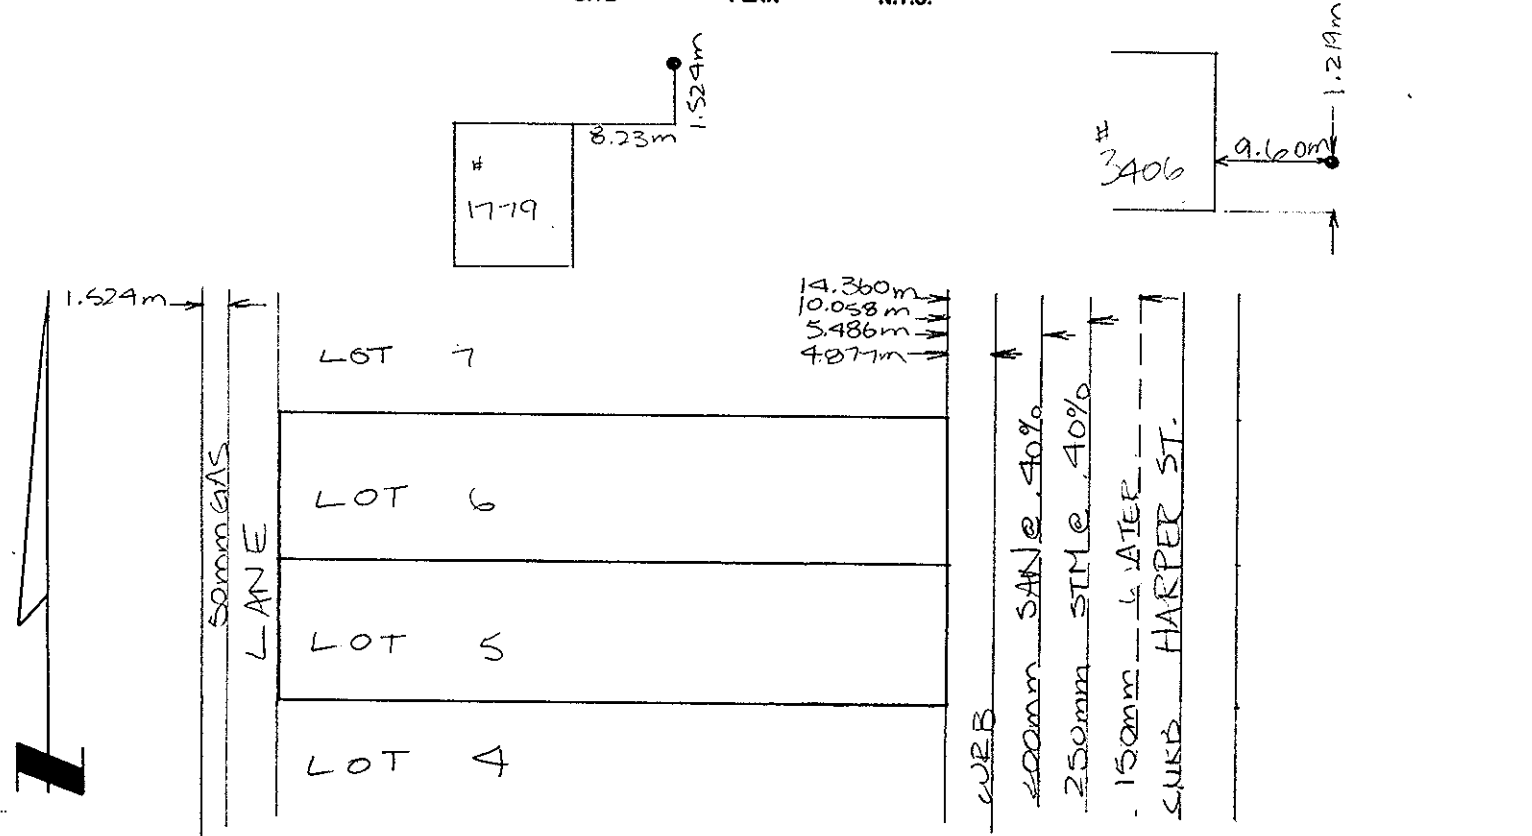 N.T.S.
1.524m
8.23m
#
1779
1.219m
#
3406
9.60m
1.524m
14.360m
10.058m
5.486m
4.877m
LOT 7
LOT 6
LOT 5
LOT 4
50mm GAS
LANE
CURB
200mm SAN @ .40%
250mm STM @ .40%
150mm WATER
HARPER ST.